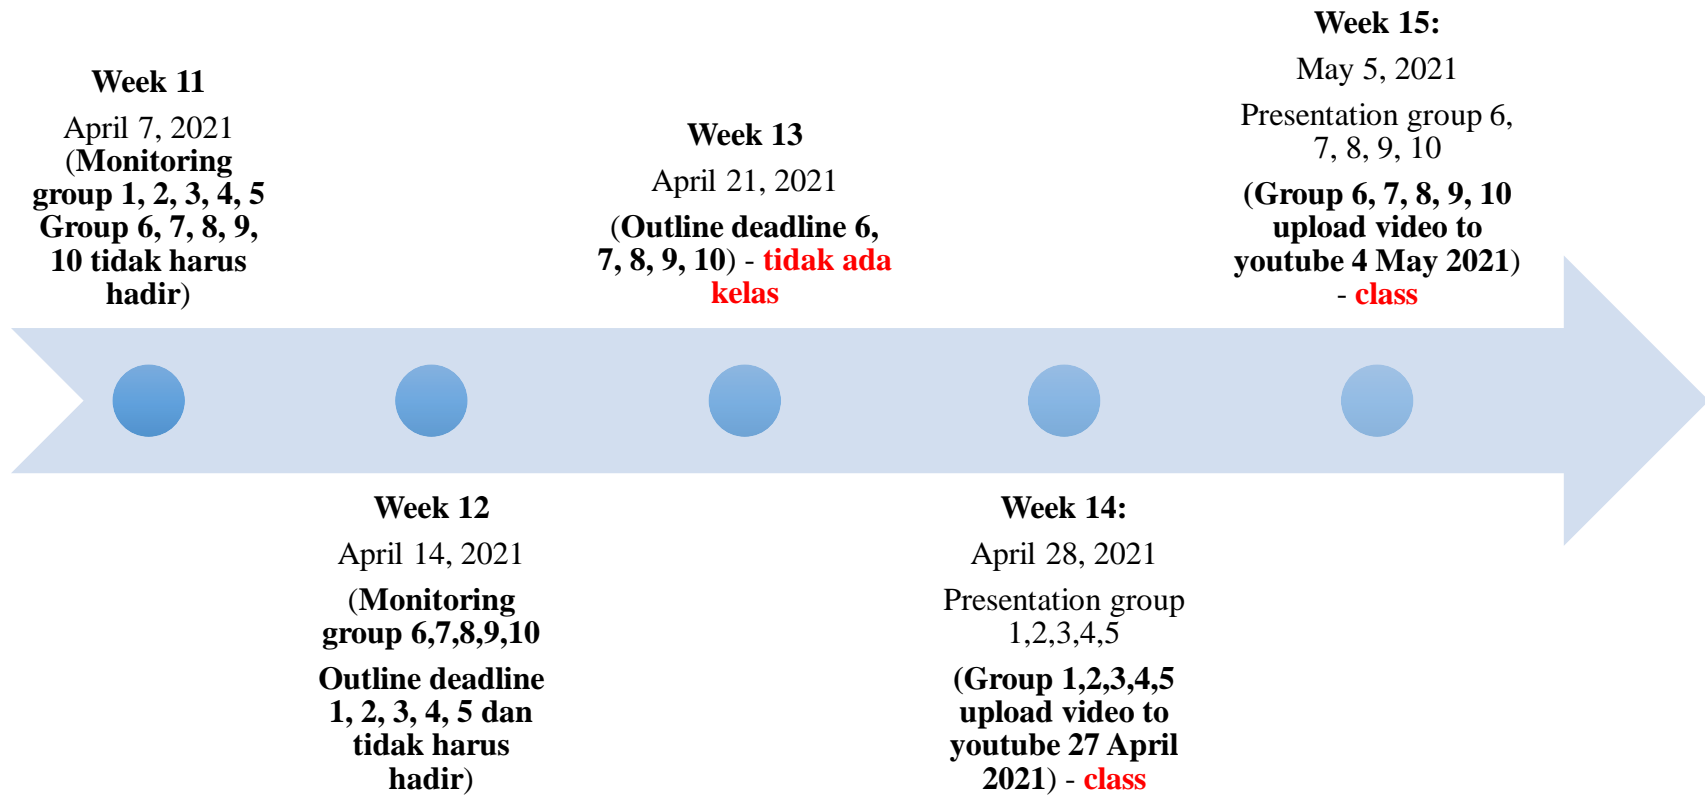 Week 11
April 7, 2021
(Monitoring
group 1, 2, 3, 4, 5
Group 6, 7, 8, 9,
10 tidak harus
hadir)
Week 12
April 14, 2021
(Monitoring
group 6,7,8,9,10
Outline deadline
1, 2, 3, 4, 5 dan
tidak harus
hadir)
Week 13
April 21, 2021
(Outline deadline 6,
7, 8, 9, 10) - tidak ada
kelas
Week 14:
April 28, 2021
Presentation group
1,2,3,4,5
(Group 1,2,3,4,5
upload video to
youtube 27 April
2021) - class
Week 15:
May 5, 2021
Presentation group 6,
7, 8, 9, 10
(Group 6, 7, 8, 9, 10
upload video to
youtube 4 May 2021)
- class